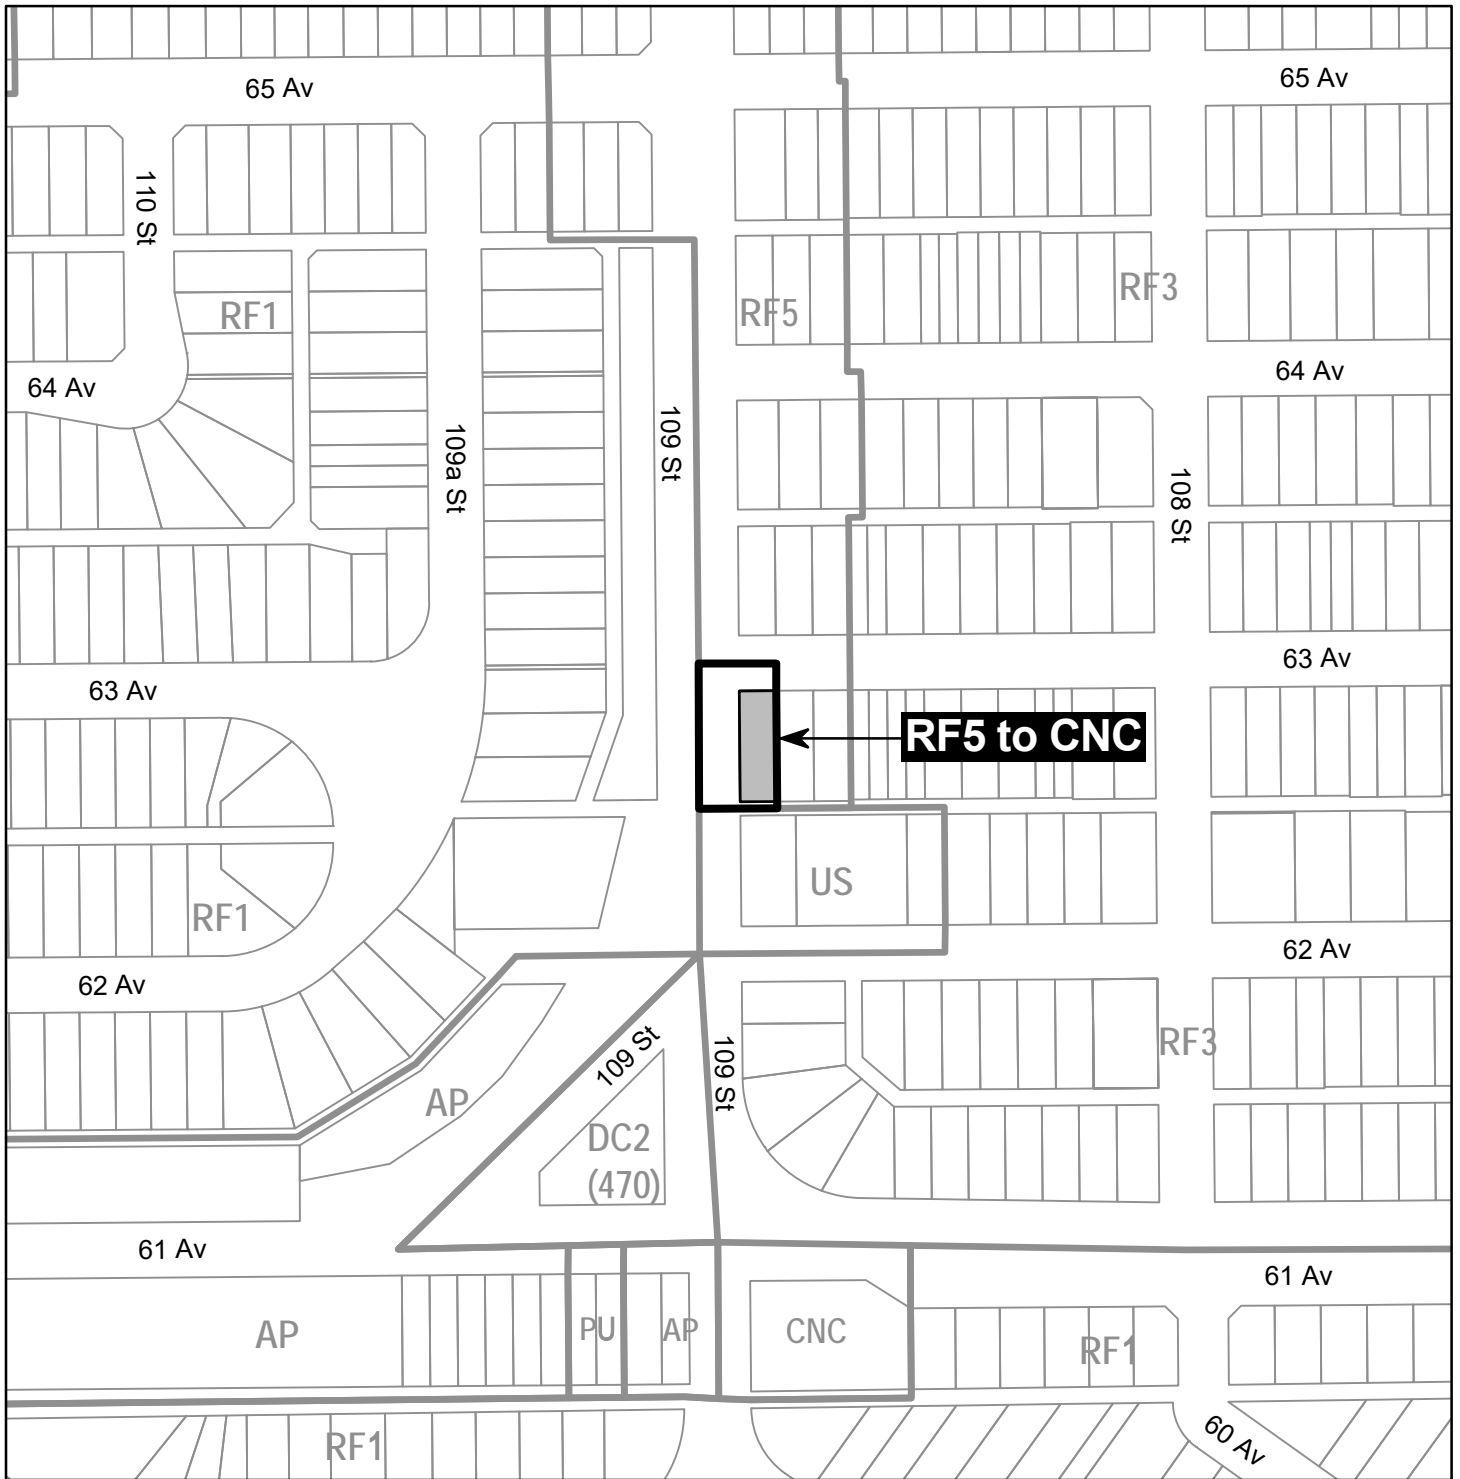 65 Av
65 Av
110 St
RF3
RF5
RF1
64 Av
64 Av
109 St
109a St
108 St
63 Av
63 Av
RF5 to CNC
US
RF1
62 Av
62 Av
109 St
109 St
RF3
AP
DC2
(470)
61 Av
61 Av
AP
PU
AP
CNC
RF1
RF1
60 Av